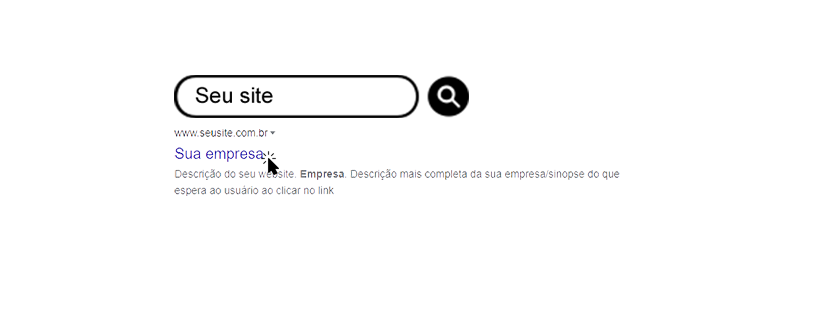 Seu site
www.seusite.com.br
Sua empresa
Descrição do seu website. Empresa. Descrição mais completa da sua empresa/sinopse do que
espera ao usuário ao clicar no link